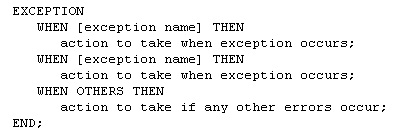 EXCEPTION
WHEN [exception name] THEN
action to take when exception occurs;
WHEN [exception name] THEN
action to take when exception occurs;
WHEN OTHERS THEN
action to take if any other errors occur;
END;